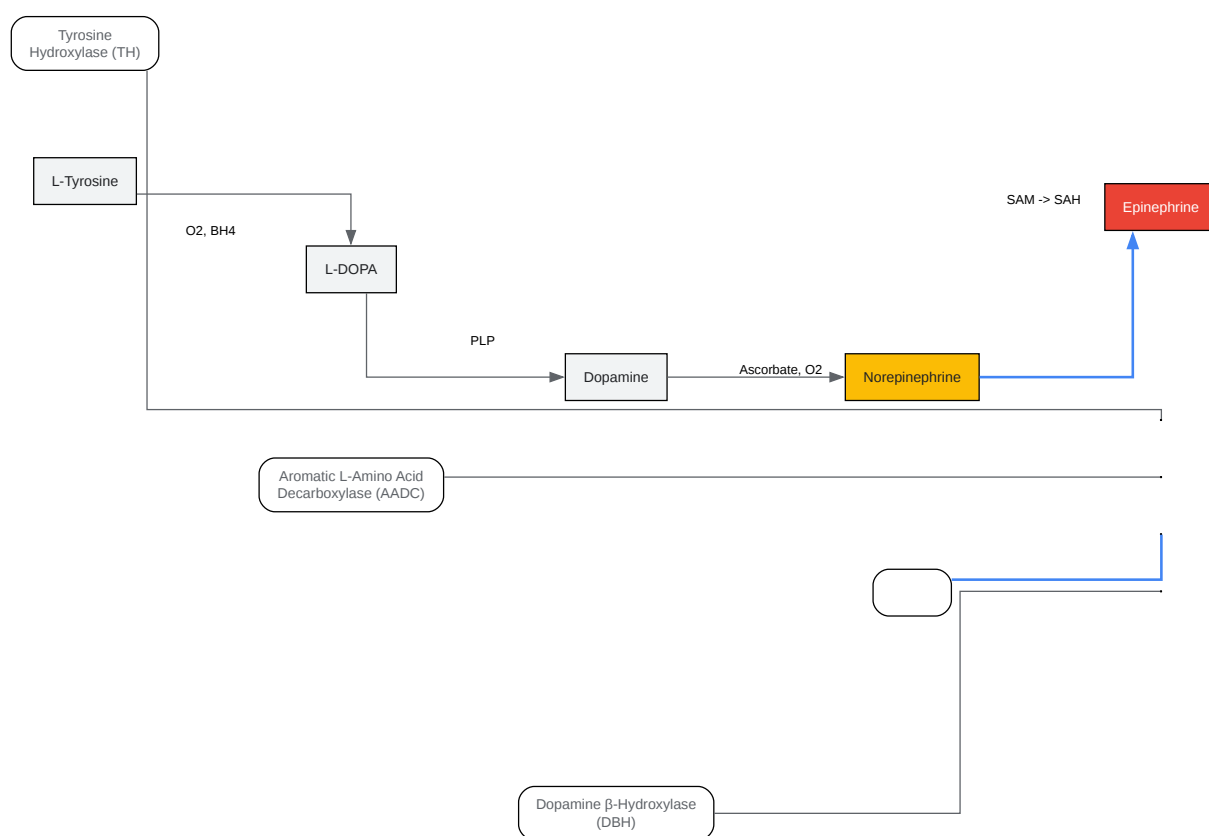 Tyrosine
Hydroxylase (TH)
L-Tyrosine
SAM -> SAH
Epinephrine
O2, BH4
L-DOPA
PLP
Dopamine
Ascorbate, O2
Norepinephrine
Aromatic L-Amino Acid
Decarboxylase (AADC)
Dopamine β-Hydroxylase
(DBH)